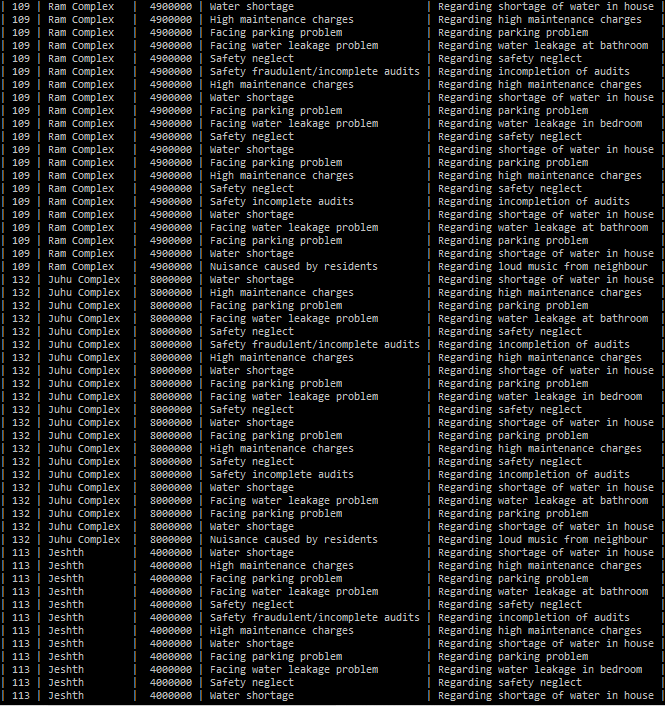 | 109 | Ram Complex | 4900000 | Water shortage | Regarding shortage of water in house |
| 109 | Ram Complex | 4900000 | High maintenance charges | Regarding high maintenance charges |
| 109 | Ram Complex | 4900000 | Facing parking problem | Regarding parking problem |
| 109 | Ram Complex | 4900000 | Facing water leakage problem | Regarding water leakage at bathroom |
| 109 | Ram Complex | 4900000 | Safety neglect | Regarding safety neglect |
| 109 | Ram Complex | 4900000 | Safety fraudulent/incomplete audits | Regarding incompletion of audits |
| 109 | Ram Complex | 4900000 | High maintenance charges | Regarding high maintenance charges |
| 109 | Ram Complex | 4900000 | Water shortage | Regarding shortage of water in house |
| 109 | Ram Complex | 4900000 | Facing parking problem | Regarding parking problem |
| 109 | Ram Complex | 4900000 | Facing water leakage problem | Regarding water leakage in bedroom |
| 109 | Ram Complex | 4900000 | Safety neglect | Regarding safety neglect |
| 109 | Ram Complex | 4900000 | Water shortage | Regarding shortage of water in house |
| 109 | Ram Complex | 4900000 | Facing parking problem | Regarding parking problem |
| 109 | Ram Complex | 4900000 | High maintenance charges | Regarding high maintenance charges |
| 109 | Ram Complex | 4900000 | Safety neglect | Regarding safety neglect |
| 109 | Ram Complex | 4900000 | Safety incomplete audits | Regarding incompletion of audits |
| 109 | Ram Complex | 4900000 | Water shortage | Regarding shortage of water in house |
| 109 | Ram Complex | 4900000 | Facing water leakage problem | Regarding water leakage at bathroom |
| 109 | Ram Complex | 4900000 | Facing parking problem | Regarding parking problem |
| 109 | Ram Complex | 4900000 | Water shortage | Regarding shortage of water in house |
| 109 | Ram Complex | 4900000 | Nuisance caused by residents | Regarding loud music from neighbour |
| 132 | Juhu Complex | 8000000 | Water shortage | Regarding shortage of water in house |
| 132 | Juhu Complex | 8000000 | High maintenance charges | Regarding high maintenance charges |
| 132 | Juhu Complex | 8000000 | Facing parking problem | Regarding parking problem |
| 132 | Juhu Complex | 8000000 | Facing water leakage problem | Regarding water leakage at bathroom |
| 132 | Juhu Complex | 8000000 | Safety neglect | Regarding safety neglect |
| 132 | Juhu Complex | 8000000 | Safety fraudulent/incomplete audits | Regarding incompletion of audits |
| 132 | Juhu Complex | 8000000 | High maintenance charges | Regarding high maintenance charges |
| 132 | Juhu Complex | 8000000 | Water shortage | Regarding shortage of water in house |
| 132 | Juhu Complex | 8000000 | Facing parking problem | Regarding parking problem |
| 132 | Juhu Complex | 8000000 | Facing water leakage problem | Regarding water leakage in bedroom |
| 132 | Juhu Complex | 8000000 | Safety neglect | Regarding safety neglect |
| 132 | Juhu Complex | 8000000 | Water shortage | Regarding shortage of water in house |
| 132 | Juhu Complex | 8000000 | Facing parking problem | Regarding parking problem |
| 132 | Juhu Complex | 8000000 | High maintenance charges | Regarding high maintenance charges |
| 132 | Juhu Complex | 8000000 | Safety neglect | Regarding safety neglect |
| 132 | Juhu Complex | 8000000 | Safety incomplete audits | Regarding incompletion of audits |
| 132 | Juhu Complex | 8000000 | Water shortage | Regarding shortage of water in house |
| 132 | Juhu Complex | 8000000 | Facing water leakage problem | Regarding water leakage at bathroom |
| 132 | Juhu Complex | 8000000 | Facing parking problem | Regarding parking problem |
| 132 | Juhu Complex | 8000000 | Water shortage | Regarding shortage of water in house |
| 132 | Juhu Complex | 8000000 | Nuisance caused by residents | Regarding loud music from neighbour |
| 113 | Jeshth | 4000000 | Water shortage | Regarding shortage of water in house |
| 113 | Jeshth | 4000000 | High maintenance charges | Regarding high maintenance charges |
| 113 | Jeshth | 4000000 | Facing parking problem | Regarding parking problem |
| 113 | Jeshth | 4000000 | Facing water leakage problem | Regarding water leakage at bathroom |
| 113 | Jeshth | 4000000 | Safety neglect | Regarding safety neglect |
| 113 | Jeshth | 4000000 | Safety fraudulent/incomplete audits | Regarding incompletion of audits |
| 113 | Jeshth | 4000000 | High maintenance charges | Regarding high maintenance charges |
| 113 | Jeshth | 4000000 | Water shortage | Regarding shortage of water in house |
| 113 | Jeshth | 4000000 | Facing parking problem | Regarding parking problem |
| 113 | Jeshth | 4000000 | Facing water leakage problem | Regarding water leakage in bedroom |
| 113 | Jeshth | 4000000 | Safety neglect | Regarding safety neglect |
| 113 | Jeshth | 4000000 | Water shortage | Regarding shortage of water in house |